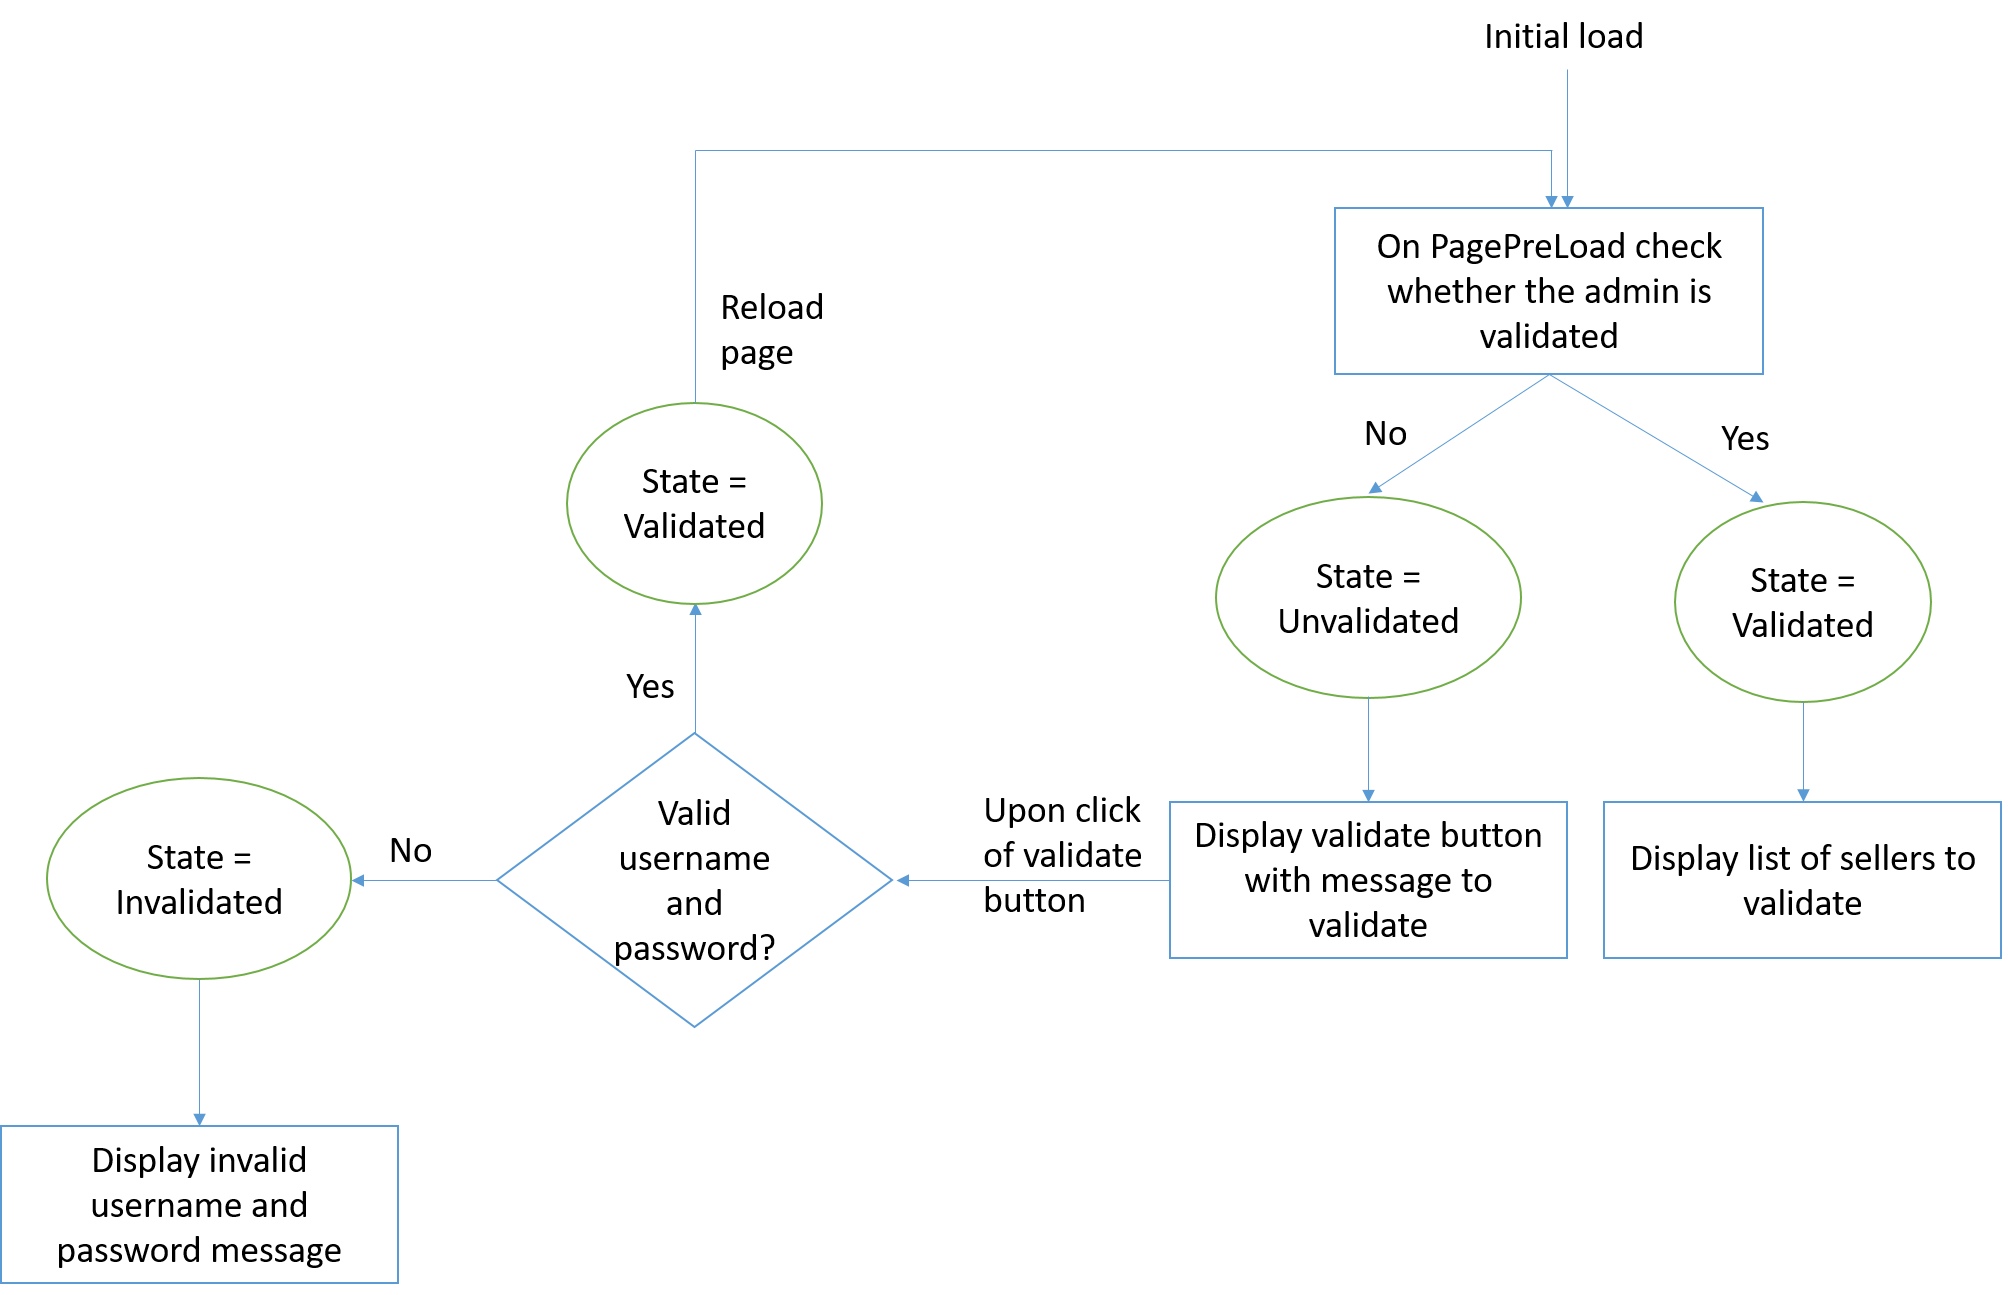 Initial load
On PagePreLoad check
whether the admin is
validated
Reload
page
No
Yes
State =
Validated
State =
Unvalidated
State =
Validated
Yes
Valid
username
and
password?
Upon click
of validate
button
Display validate button
with message to
validate
Display list of sellers to
validate
No
State =
Invalidated
Display invalid
username and
password message